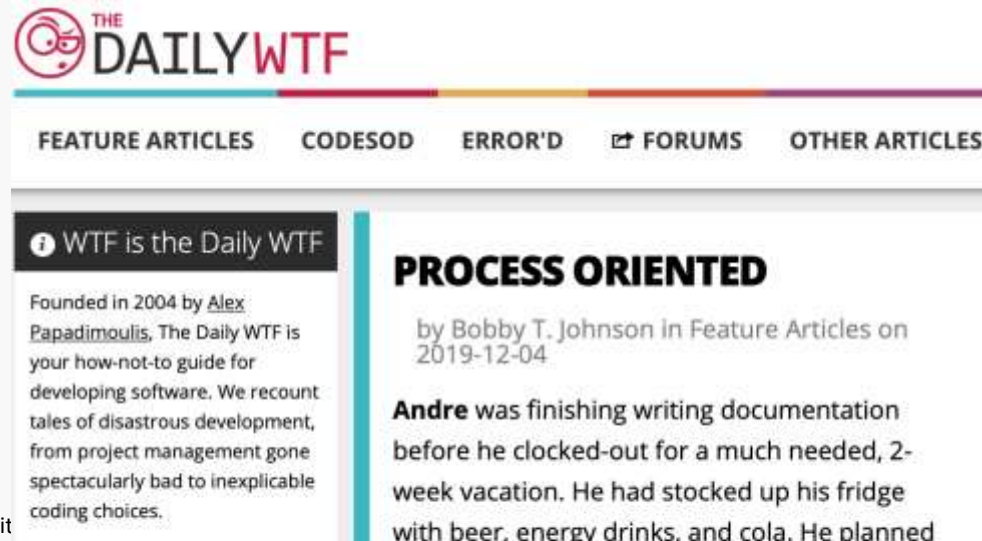 THE
DAILYWTF
FEATURE ARTICLES CODESOD ERROR'D FORUMS OTHER ARTICLES
WTF is the Daily WTF
Founded in 2004 by Alex
Papadimoulis, The Daily WTF is
your how-not-to guide for
developing software. We recount
tales of disastrous development,
from project management gone
spectacularly bad to inexplicable
coding choices.
it
PROCESS ORIENTED
by Bobby T. Johnson in Feature Articles on
2019-12-04
Andre was finishing writing documentation
before he clocked-out for a much needed, 2-
week vacation. He had stocked up his fridge
with beer, energy drinks, and cola. He planned